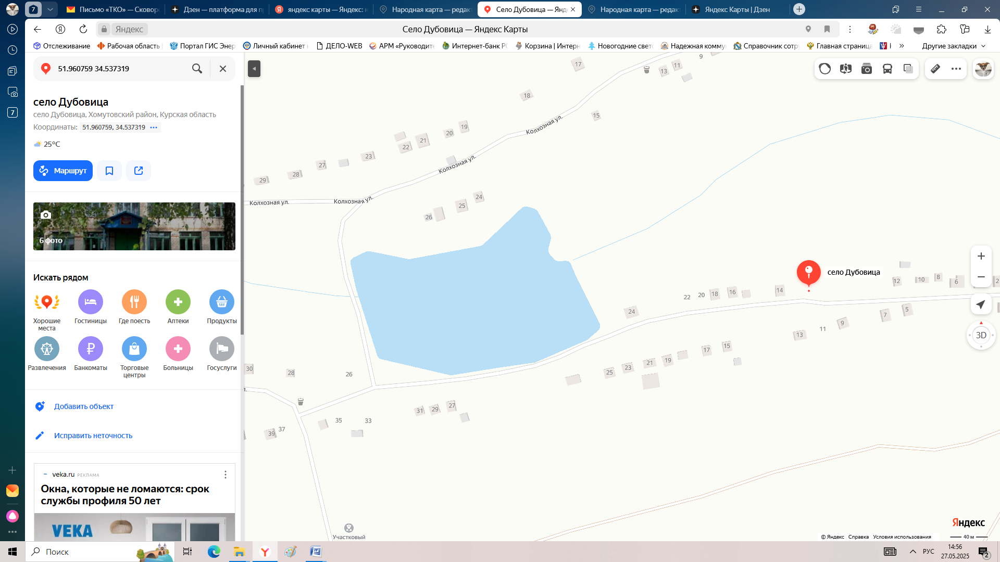 7
Письмо «ТКО» — Сковор
Дзен — платформа для пр
яндекс карты — Яндекс: н
Народная карта — редак
Село Дубовица — Янд
Народная карта — редак
Яндекс Карты | Дзен
Яндекс
Село Дубовица — Яндекс Карты
Отслеживание
Рабочая область
Портал ГИС Энер
Личный кабинет
ДЕЛО-WEB
АРМ «Руководите
Интернет-банк РС
Корзина | Интерн
Новогодние свето
Надежная комму
Справочник сотру
Главная страница
Другие закладки
7
51.960759 34.537319
село Дубовица
село Дубовица, Хомутовский район, Курская область
Координаты: 51.960759, 34.537319
25°C
Маршрут
6 фото
Искать рядом
Хорошие места
Гостиницы
Где поесть
Аптеки
Продукты
Развлечения
Банкоматы
Торговые центры
Больницы
Госуслуги
Добавить объект
Исправить неточность
veka.ru РЕКЛАМА
Окна, которые не ломаются: срок
службы профиля 50 лет
VEKA
17
9
13
11
18
15
Колхозная ул.
19
20
21
22
23
27
28
29
Колхозная ул.
Колхозная ул.
Колхозная ул.
24
25
26
село Дубовица
12
10
8
6
2
14
16
18
20
22
24
5
7
9
11
13
15
17
19
21
23
25
30
28
26
27
29
31
33
35
37
39
Участковый
3D
Яндекс
© Яндекс Справка Условия использования
40 м
Поиск
РУС
14:56
27.05.2025
2